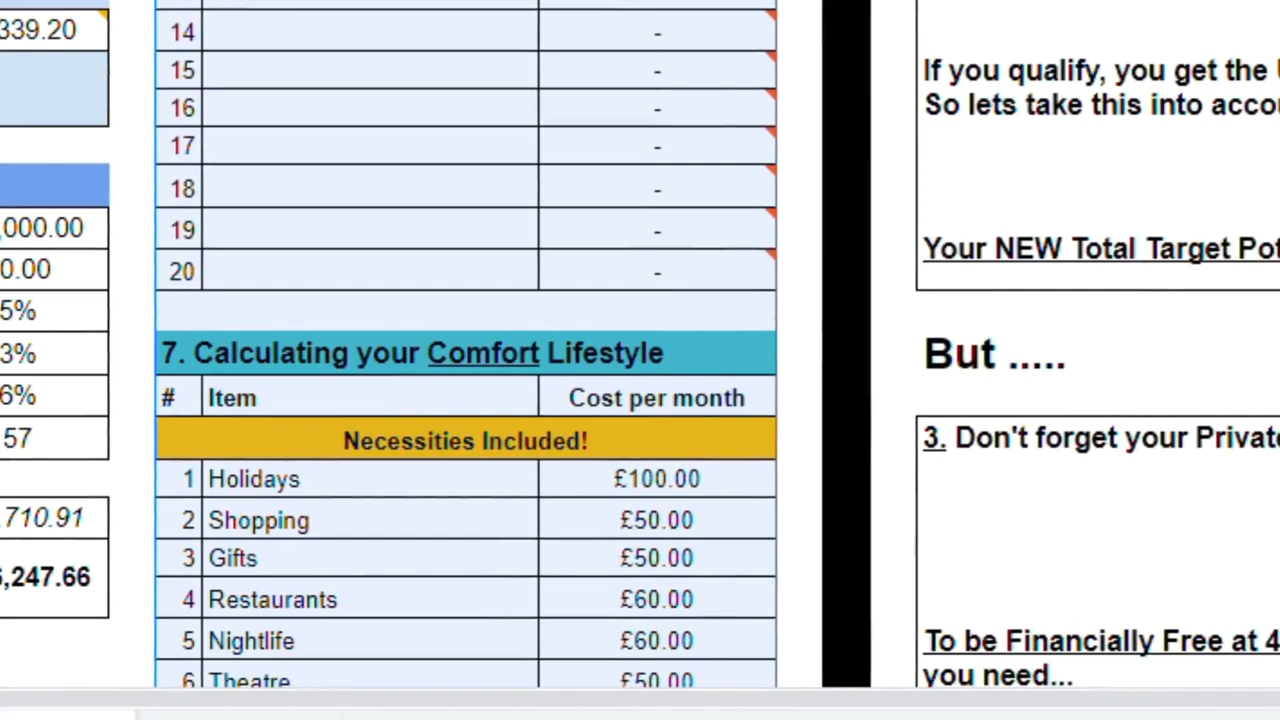 339.20
,000.00
0.00
5%
3%
6%
57
,710.91
,247.66
14 -
15 -
16 -
17 -
18 -
19 -
20 -
7. Calculating your Comfort Lifestyle
# Item Cost per month
Necessities Included!
1 Holidays £100.00
2 Shopping £50.00
3 Gifts £50.00
4 Restaurants £60.00
5 Nightlife £60.00
6 Theatre £50.00
If you qualify, you get the
So lets take this into accou
Your NEW Total Target Pot
But .....
3. Don't forget your Private
To be Financially Free at 4
you need...